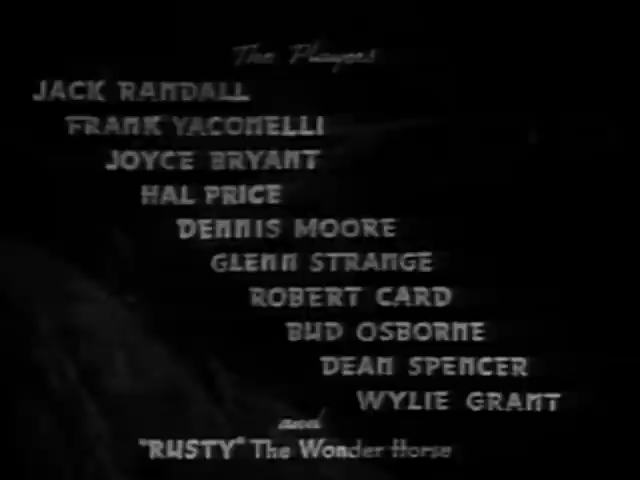 The Players
JACK RANDALL
FRANK YACONELLI
JOYCE BRYANT
HAL PRICE
DENNIS MOORE
GLENN STRANGE
ROBERT CARD
BUD OSBORNE
DEAN SPENCER
WYLIE GRANT
and
"RUSTY" The Wonder Horse